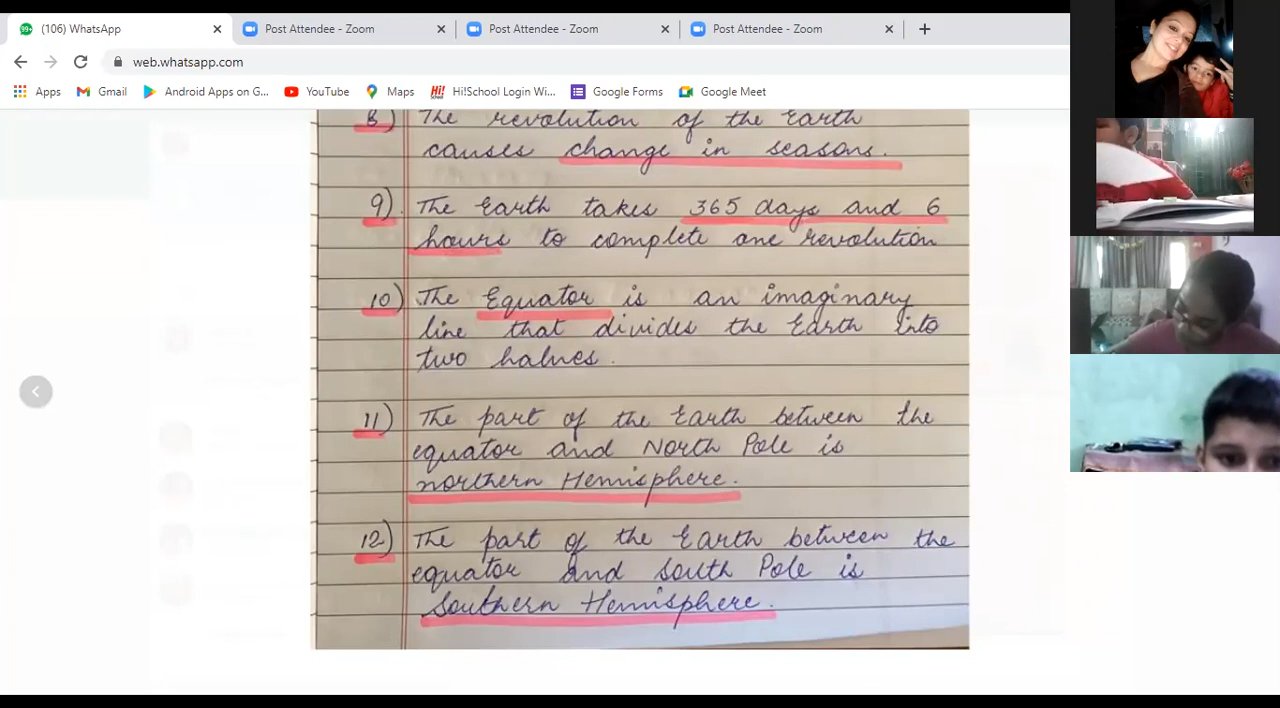 99+
(106) WhatsApp
Post Attendee - Zoom
Post Attendee - Zoom
Post Attendee - Zoom
web.whatsapp.com
Apps
Gmail
Android Apps on G...
YouTube
Maps
Hi! School
Hi!School Login Wi...
Google Forms
Google Meet
8) The revolution of the Earth
causes change in seasons.
9) The Earth takes 365 days and 6
hours to complete one revolution
10) The Equator is an imaginary
line that divides the Earth into
two halves.
11) The part of the Earth between the
equator and North Pole is
northern Hemisphere.
12) The part of the Earth between the
equator and South Pole is
Southern Hemisphere.